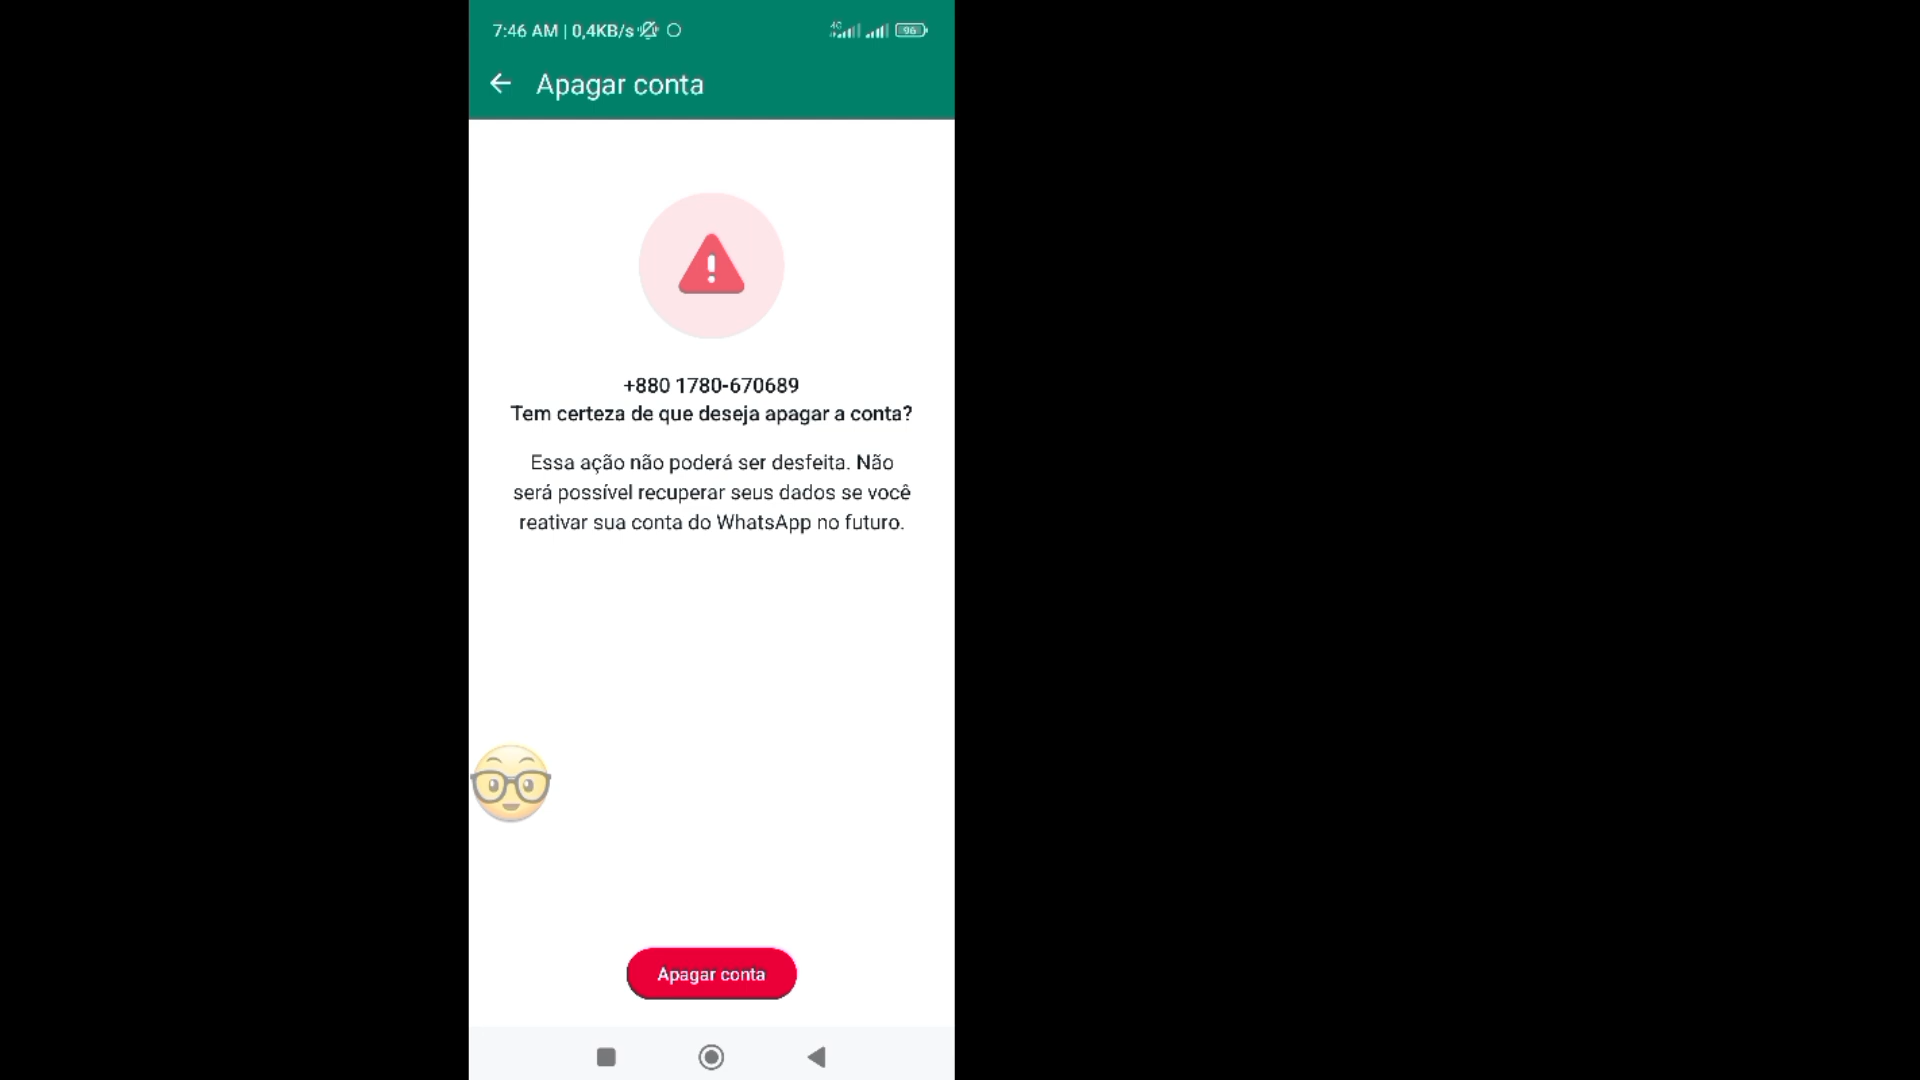 7:46 AM | 0,4KB/s
4G
96
Apagar conta
+880 1780-670689
Tem certeza de que deseja apagar a conta?
Essa ação não poderá ser desfeita. Não
será possível recuperar seus dados se você
reativar sua conta do WhatsApp no futuro.
Apagar conta